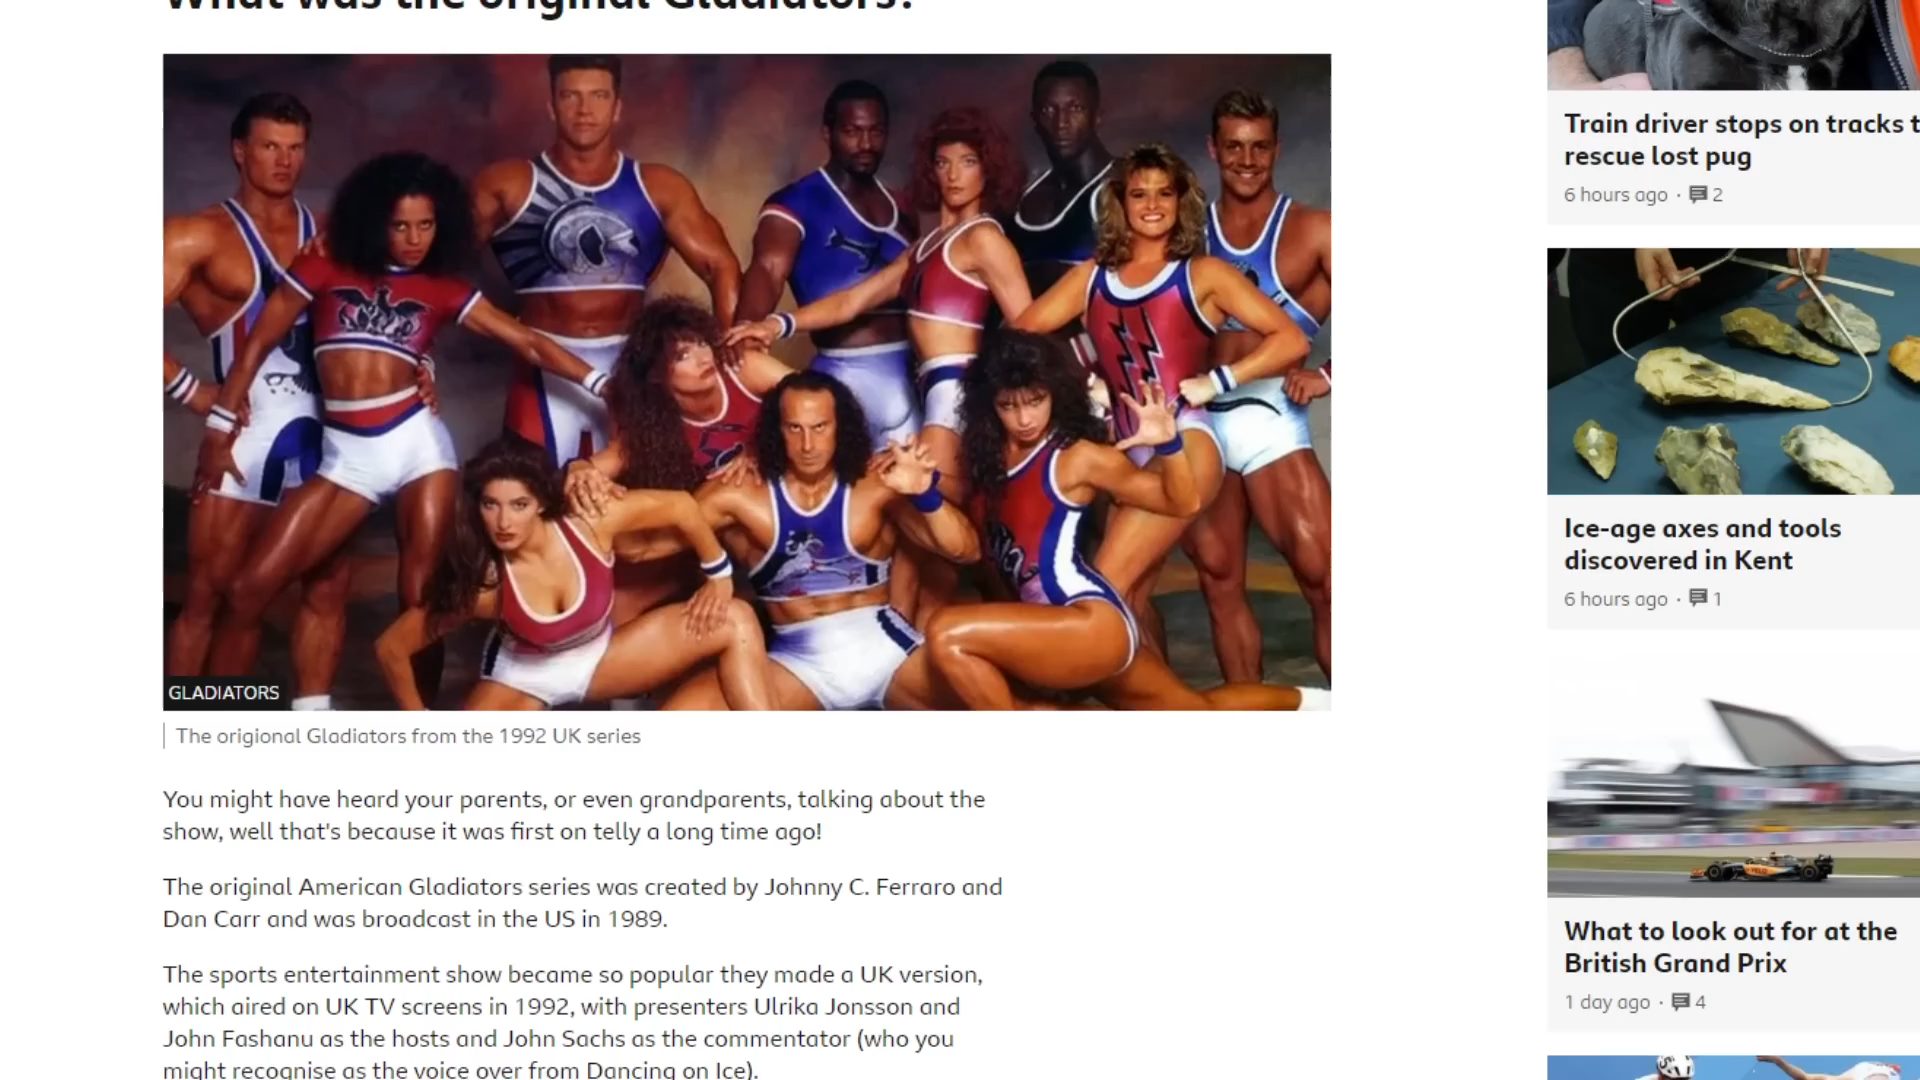 What was the original Gladiators?
GLADIATORS
The origional Gladiators from the 1992 UK series
You might have heard your parents, or even grandparents, talking about the
show, well that's because it was first on telly a long time ago!
The original American Gladiators series was created by Johnny C. Ferraro and
Dan Carr and was broadcast in the US in 1989.
The sports entertainment show became so popular they made a UK version,
which aired on UK TV screens in 1992, with presenters Ulrika Jonsson and
John Fashanu as the hosts and John Sachs as the commentator (who you
might recognise as the voice over from Dancing on Ice).
Train driver stops on tracks t
rescue lost pug
6 hours ago · 2
Ice-age axes and tools
discovered in Kent
6 hours ago · 1
What to look out for at the
British Grand Prix
1 day ago · 4